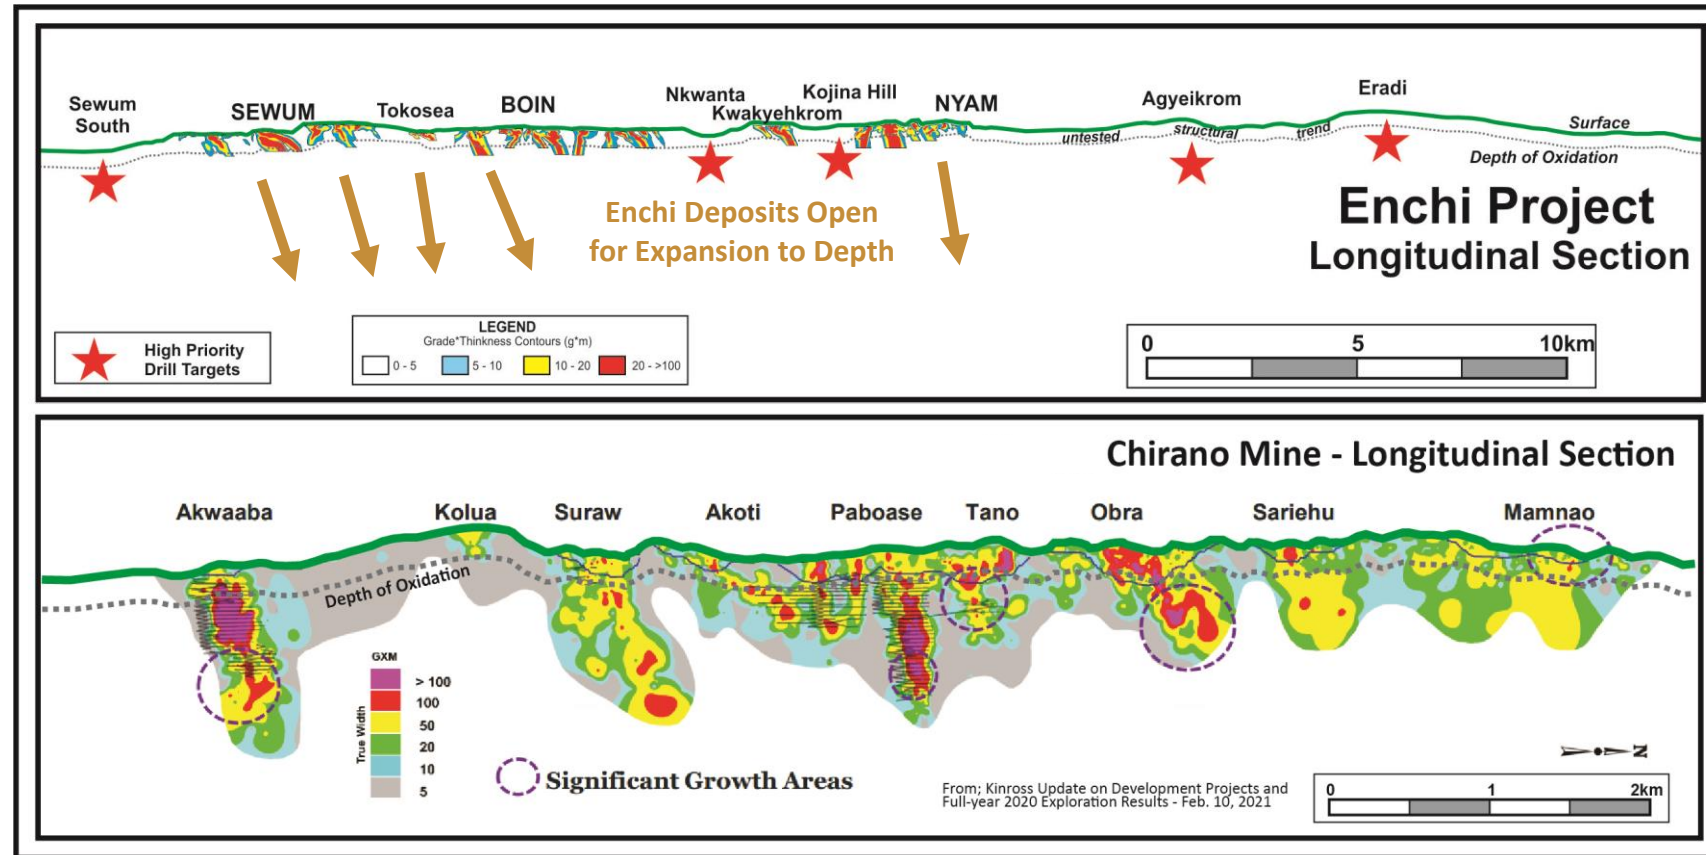 Sewum
South
SEWUM
Tokosea
BOIN
Nkwanta
Kwakyehkrom
Kojina Hill
NYAM
Agyeikrom
Eradi
untested structural trend
Surface
Depth of Oxidation
Enchi Deposits Open
for Expansion to Depth
Enchi Project
Longitudinal Section
High Priority
Drill Targets
LEGEND
Grade*Thinkness Contours (g*m)
0 - 5 5 - 10 10 - 20 20 - >100
0 5 10km
Chirano Mine - Longitudinal Section
Akwaaba Kolua Suraw Akoti Paboase Tano Obra Sariehu Mamnao
Depth of Oxidation
GXM
True Width
> 100
100
50
20
10
5
Significant Growth Areas
From; Kinross Update on Development Projects and
Full-year 2020 Exploration Results - Feb. 10, 2021
N
0 1 2km